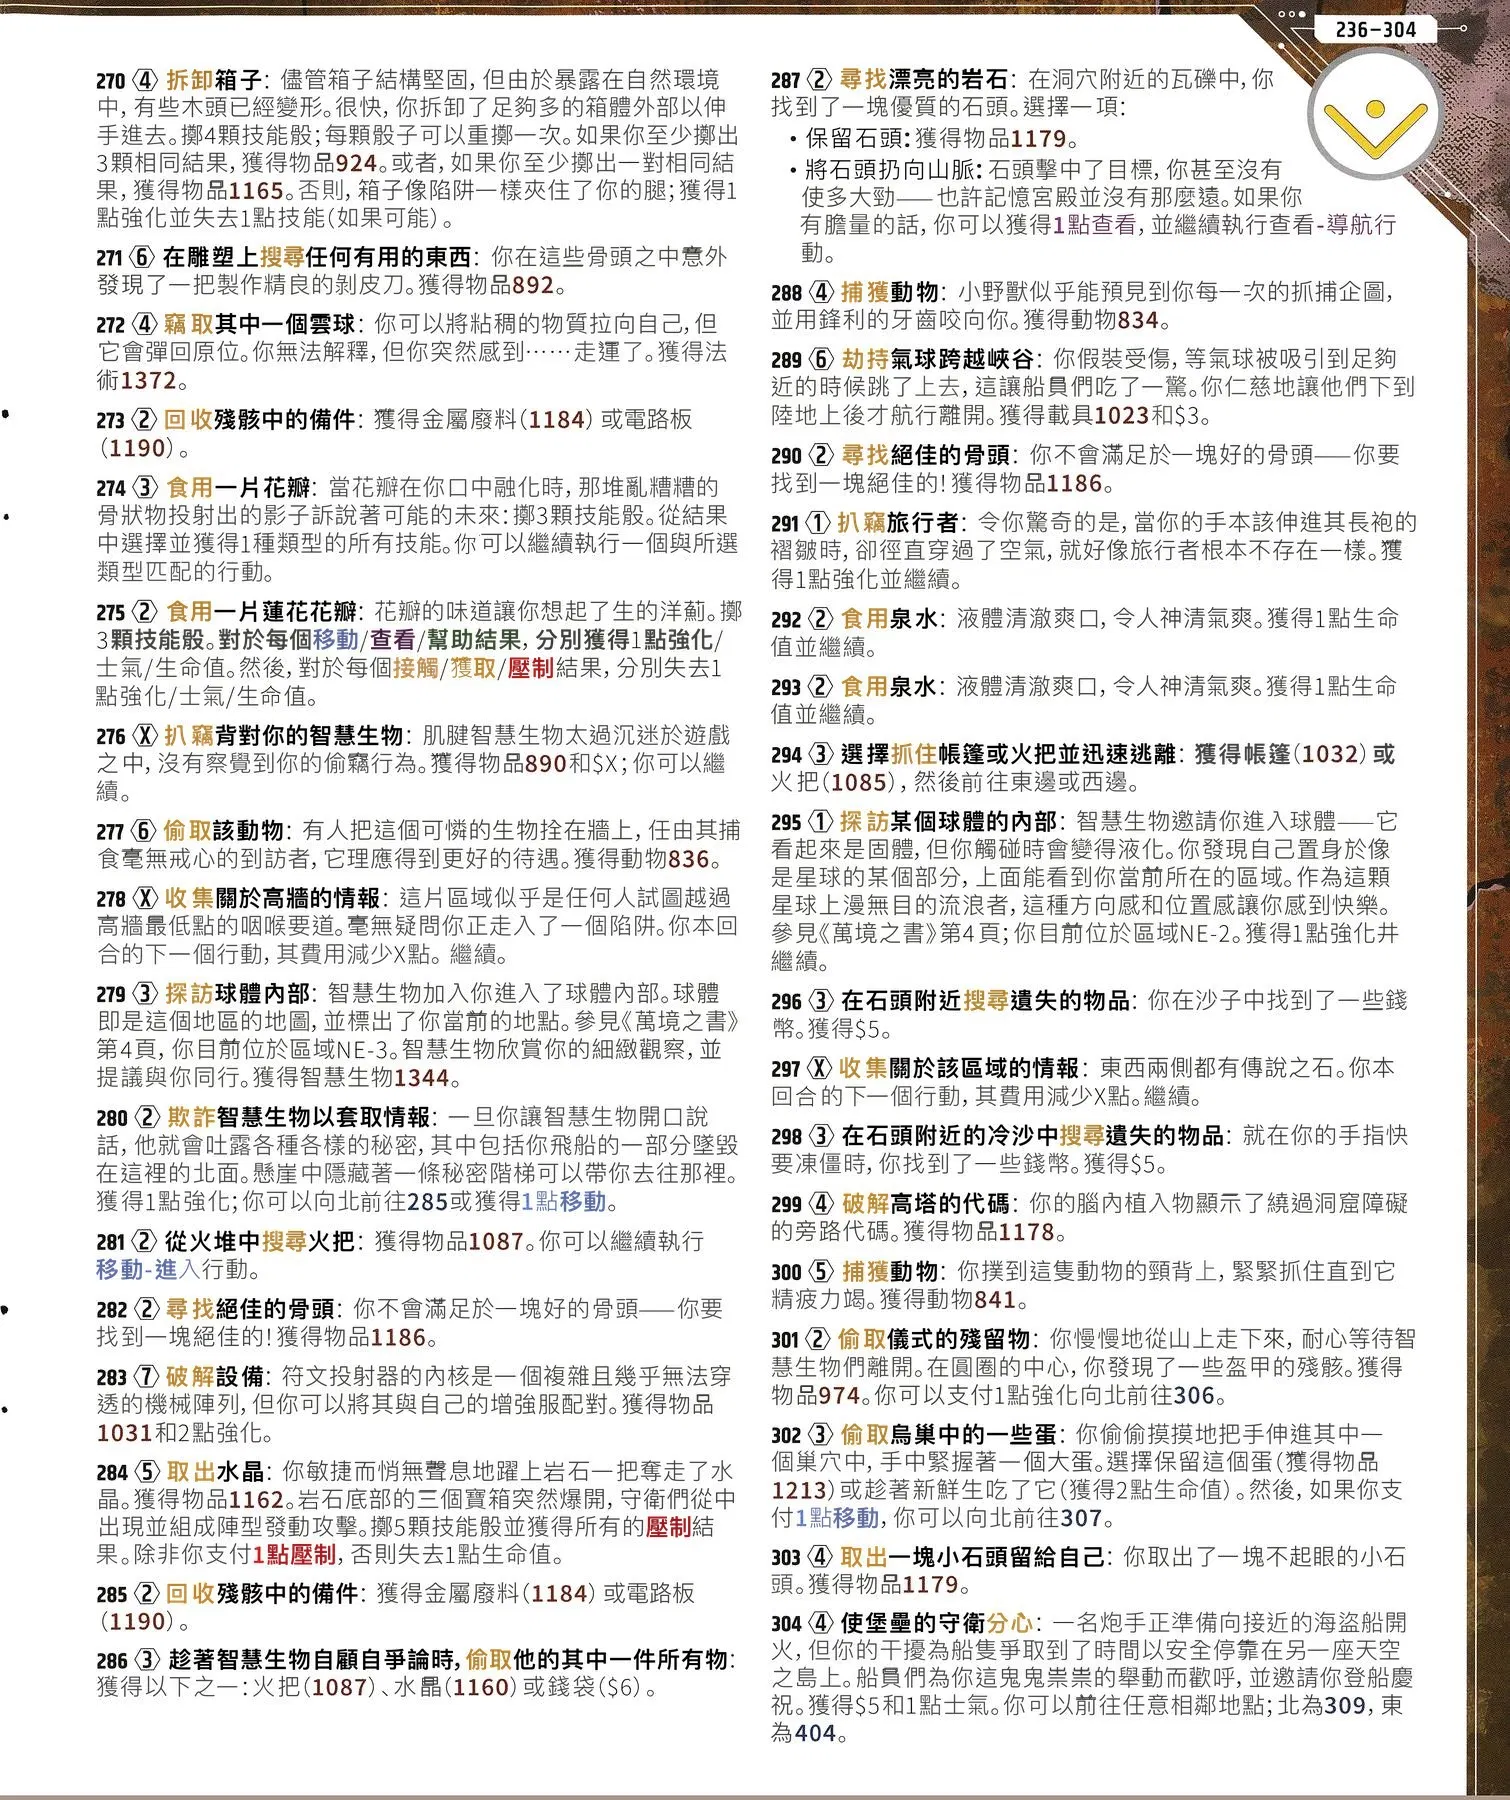 236–304
270 ④ 拆卸箱子：儘管箱子結構堅固，但由於暴露在自然環境
中，有些木頭已經變形。很快，你拆卸了足夠多的箱體外部以伸
手進去。擲4顆技能骰；每顆骰子可以重擲一次。如果你至少擲出
3顆相同結果，獲得物品924。或者，如果你至少擲出一對相同結
果，獲得物品1165。否則，箱子像陷阱一樣夾住了你的腿；獲得1
點強化並失去1點技能（如果可能）。
271 ⑥ 在雕塑上搜尋任何有用的東西：你在這些骨頭之中意外
發現了一把製作精良的剝皮刀。獲得物品892。
272 ④ 竊取其中一個雲球：你可以將粘稠的物質拉向自己，但
它會彈回原位。你無法解釋，但你突然感到……走運了。獲得法
術1372。
273 ② 回收殘骸中的備件：獲得金屬廢料（1184）或電路板
（1190）。
274 ③ 食用一片花瓣：當花瓣在你口中融化時，那堆亂糟糟的
骨狀物投射出的影子訴說著可能的未來：擲3顆技能骰。從結果
中選擇並獲得1種類型的所有技能。你可以繼續執行一個與所選
類型匹配的行動。
275 ② 食用一片蓮花花瓣：花瓣的味道讓你想起了生的洋薊。擲
3顆技能骰。對於每個移動/查看/幫助結果，分別獲得1點強化/
士氣/生命值。然後，對於每個接觸/獲取/壓制結果，分別失去1
點強化/士氣/生命值。
276 Ⓧ 扒竊背對你的智慧生物：肌腱智慧生物太過沉迷於遊戲
之中，沒有察覺到你的偷竊行為。獲得物品890和$X；你可以繼
續。
277 ⑥ 偷取該動物：有人把這個可憐的生物拴在牆上，任由其捕
食毫無戒心的到訪者，它理應得到更好的待遇。獲得動物836。
278 Ⓧ 收集關於高牆的情報：這片區域似乎是任何人試圖越過
高牆最低點的咽喉要道。毫無疑問你正走入了一個陷阱。你本回
合的下一個行動，其費用減少X點。繼續。
279 ③ 探訪球體內部：智慧生物加入你進入了球體內部。球體
即是這個地區的地圖，並標出了你當前的地點。參見《萬境之書》
第4頁，你目前位於區域NE-3。智慧生物欣賞你的細緻觀察，並
提議與你同行。獲得智慧生物1344。
280 ② 欺詐智慧生物以套取情報：一旦你讓智慧生物開口說
話，他就會吐露各種各樣的秘密，其中包括你飛船的一部分墜毀
在這裡的北面。懸崖中隱藏著一條秘密階梯可以帶你去往那裡。
獲得1點強化；你可以向北前往285或獲得1點移動。
281 ② 從火堆中搜尋火把：獲得物品1087。你可以繼續執行
移動-進入行動。
282 ② 尋找絕佳的骨頭：你不會滿足於一塊好的骨頭——你要
找到一塊絕佳的！獲得物品1186。
283 ⑦ 破解設備：符文投射器的內核是一個複雜且幾乎無法穿
透的機械陣列，但你可以將其與自己的增強服配對。獲得物品
1031和2點強化。
284 ⑤ 取出水晶：你敏捷而悄無聲息地躍上岩石一把奪走了水
晶。獲得物品1162。岩石底部的三個寶箱突然爆開，守衛們從中
出現並組成陣型發動攻擊。擲5顆技能骰並獲得所有的壓制結
果。除非你支付1點壓制，否則失去1點生命值。
285 ② 回收殘骸中的備件：獲得金屬廢料（1184）或電路板
（1190）。
286 ③ 趁著智慧生物自顧自爭論時，偷取他的其中一件所有物：
獲得以下之一：火把（1087）、水晶（1160）或錢袋（$6）。
287 ② 尋找漂亮的岩石：在洞穴附近的瓦礫中，你
找到了一塊優質的石頭。選擇一項：
•保留石頭：獲得物品1179。
•將石頭扔向山脈：石頭擊中了目標，你甚至沒有
使多大勁——也許記憶宮殿並沒有那麼遠。如果你
有膽量的話，你可以獲得1點查看，並繼續執行查看-導航行
動。
288 ④ 捕獲動物：小野獸似乎能預見到你每一次的抓捕企圖，
並用鋒利的牙齒咬向你。獲得動物834。
289 ⑥ 劫持氣球跨越峽谷：你假裝受傷，等氣球被吸引到足夠
近的時候跳了上去，這讓船員們吃了一驚。你仁慈地讓他們下到
陸地上後才航行離開。獲得載具1023和$3。
290 ② 尋找絕佳的骨頭：你不會滿足於一塊好的骨頭——你要
找到一塊絕佳的！獲得物品1186。
291 ① 扒竊旅行者：令你驚奇的是，當你的手本該伸進其長袍的
褶皺時，卻徑直穿過了空氣，就好像旅行者根本不存在一樣。獲
得1點強化並繼續。
292 ② 食用泉水：液體清澈爽口，令人神清氣爽。獲得1點生命
值並繼續。
293 ② 食用泉水：液體清澈爽口，令人神清氣爽。獲得1點生命
值並繼續。
294 ③ 選擇抓住帳篷或火把並迅速逃離：獲得帳篷（1032）或
火把（1085），然後前往東邊或西邊。
295 ① 探訪某個球體的內部：智慧生物邀請你進入球體——它
看起來是固體，但你觸碰時會變得液化。你發現自己置身於像
是星球的某個部分，上面能看到你當前所在的區域。作為這顆
星球上漫無目的流浪者，這種方向感和位置感讓你感到快樂。
參見《萬境之書》第4頁；你目前位於區域NE-2。獲得1點強化并
繼續。
296 ③ 在石頭附近搜尋遺失的物品：你在沙子中找到了一些錢
幣。獲得$5。
297 Ⓧ 收集關於該區域的情報：東西兩側都有傳說之石。你本
回合的下一個行動，其費用減少X點。繼續。
298 ③ 在石頭附近的冷沙中搜尋遺失的物品：就在你的手指快
要凍僵時，你找到了一些錢幣。獲得$5。
299 ④ 破解高塔的代碼：你的腦內植入物顯示了繞過洞窟障礙
的旁路代碼。獲得物品1178。
300 ⑤ 捕獲動物：你撲到這隻動物的頸背上，緊緊抓住直到它
精疲力竭。獲得動物841。
301 ② 偷取儀式的殘留物：你慢慢地從山上走下來，耐心等待智
慧生物們離開。在圓圈的中心，你發現了一些盔甲的殘骸。獲得
物品974。你可以支付1點強化向北前往306。
302 ③ 偷取鳥巢中的一些蛋：你偷偷摸摸地把手伸進其中一
個巢穴中，手中緊握著一個大蛋。選擇保留這個蛋（獲得物品
1213）或趁著新鮮生吃了它（獲得2點生命值）。然後，如果你支
付1點移動，你可以向北前往307。
303 ④ 取出一塊小石頭留給自己：你取出了一塊不起眼的小石
頭。獲得物品1179。
304 ④ 使堡壘的守衛分心：一名炮手正準備向接近的海盜船開
火，但你的干擾為船隻爭取到了時間以安全停靠在另一座天空
之島上。船員們為你這鬼鬼祟祟的舉動而歡呼，並邀請你登船慶
祝。獲得$5和1點士氣。你可以前往任意相鄰地點；北為309，東
為404。